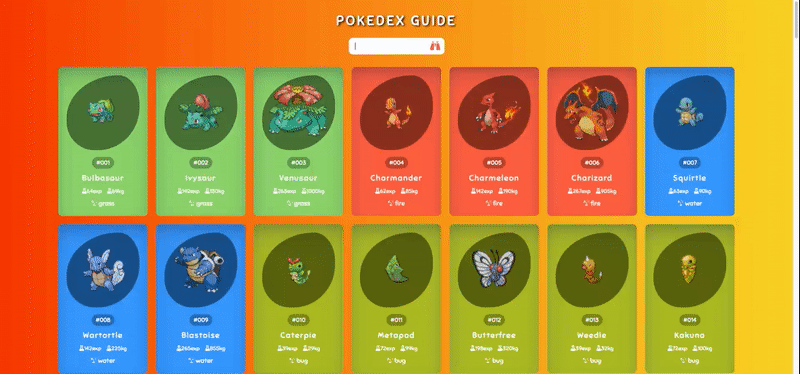 POKEDEX GUIDE
#001
#002
#003
#004
#005
#006
#007
Bulbasaur
Ivysaur
Venusaur
Charmander
Charmeleon
Charizard
Squirtle
64exp 69kg
142exp 130kg
263exp 1000kg
62exp 85kg
142exp 190kg
267exp 905kg
63exp 90kg
grass
grass
grass
fire
fire
fire
water
#008
#009
#010
#011
#012
#013
#014
Wartortle
Blastoise
Caterpie
Metapod
Butterfree
Weedle
Kakuna
142exp 225kg
265exp 855kg
39exp 29kg
72exp 99kg
198exp 320kg
39exp 32kg
72exp 100kg
water
water
bug
bug
bug
bug
bug